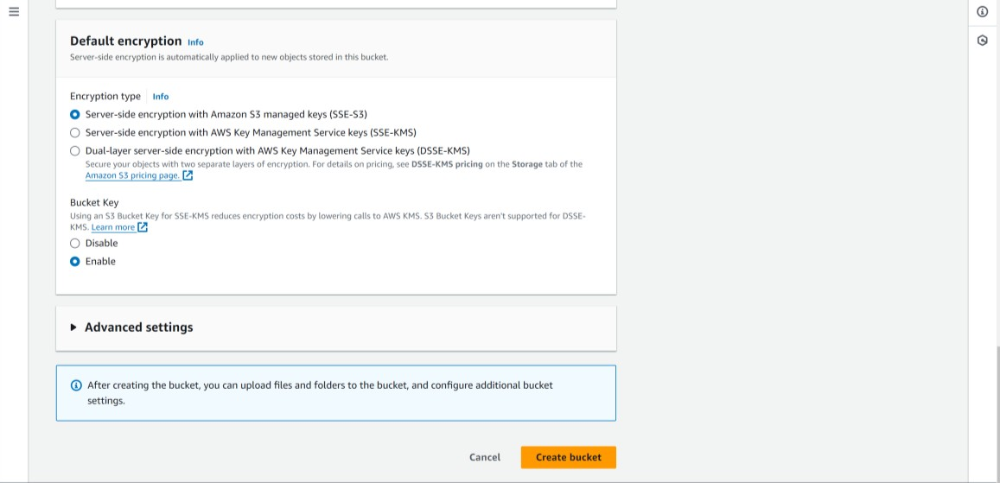 Default encryption Info
Server-side encryption is automatically applied to new objects stored in this bucket.
Encryption type Info
Server-side encryption with Amazon S3 managed keys (SSE-S3)
Server-side encryption with AWS Key Management Service keys (SSE-KMS)
Dual-layer server-side encryption with AWS Key Management Service keys (DSSE-KMS)
Secure your objects with two separate layers of encryption. For details on pricing, see DSSE-KMS pricing on the Storage tab of the
Amazon S3 pricing page.
Bucket Key
Using an S3 Bucket Key for SSE-KMS reduces encryption costs by lowering calls to AWS KMS. S3 Bucket Keys aren't supported for DSSE-
KMS. Learn more
Disable
Enable
Advanced settings
After creating the bucket, you can upload files and folders to the bucket, and configure additional bucket
settings.
Cancel Create bucket